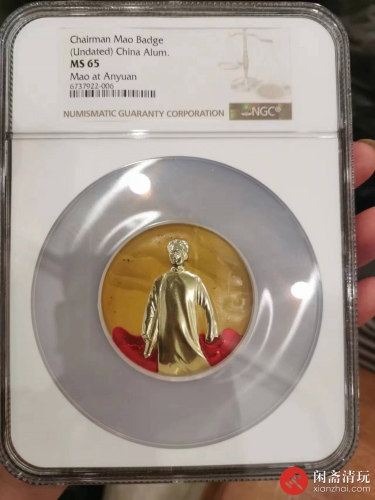 Chairman Mao Badge
(Undated) China Alum.
MS 65
Mao at Anyuan
6737922-006
NUMISMATIC GUARANTY CORPORATION
NGC
闲斋清玩
xianzhai.com